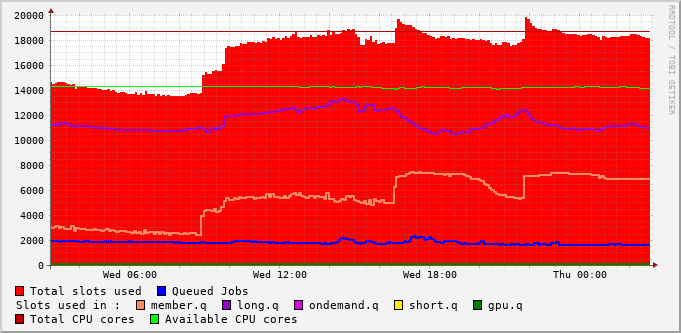 20000
18000
16000
14000
12000
10000
8000
6000
4000
2000
0
Wed 06:00 Wed 12:00 Wed 18:00 Thu 00:00
RRDTOOL / TOBI OETIKER
Total slots used Queued Jobs
Slots used in : member.q long.q ondemand.q short.q gpu.q
Total CPU cores Available CPU cores